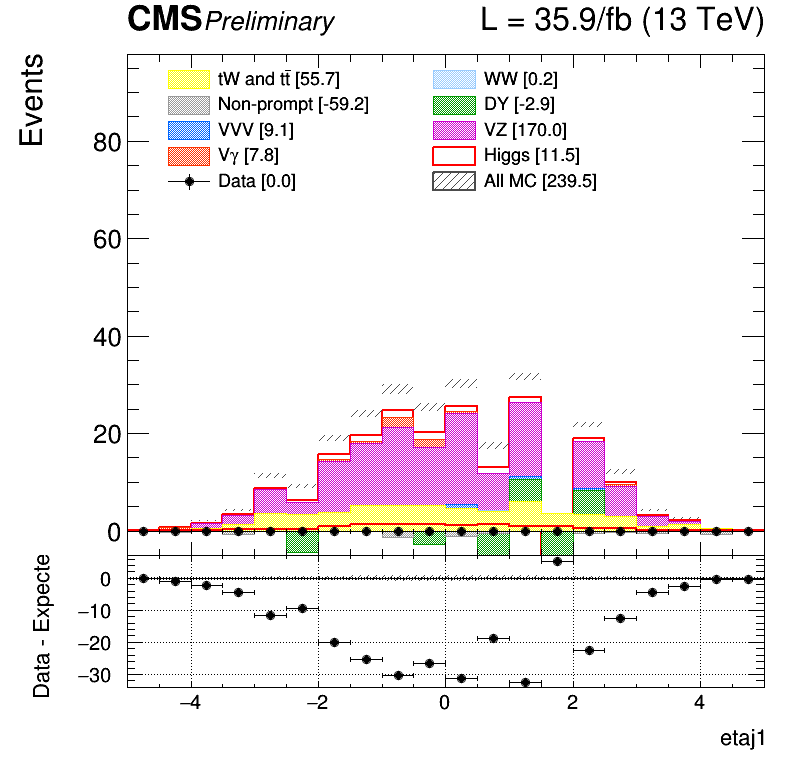 CMS Preliminary L = 35.9/fb (13 TeV)
Events
tW and tt̄ [55.7] WW [0.2]
Non-prompt [-59.2] DY [-2.9]
VVV [9.1] VZ [170.0]
Vγ [7.8] Higgs [11.5]
Data [0.0] All MC [239.5]
80
60
40
20
0
Data - Expecte
0
−10
−20
−30
−4 −2 0 2 4
etaj1